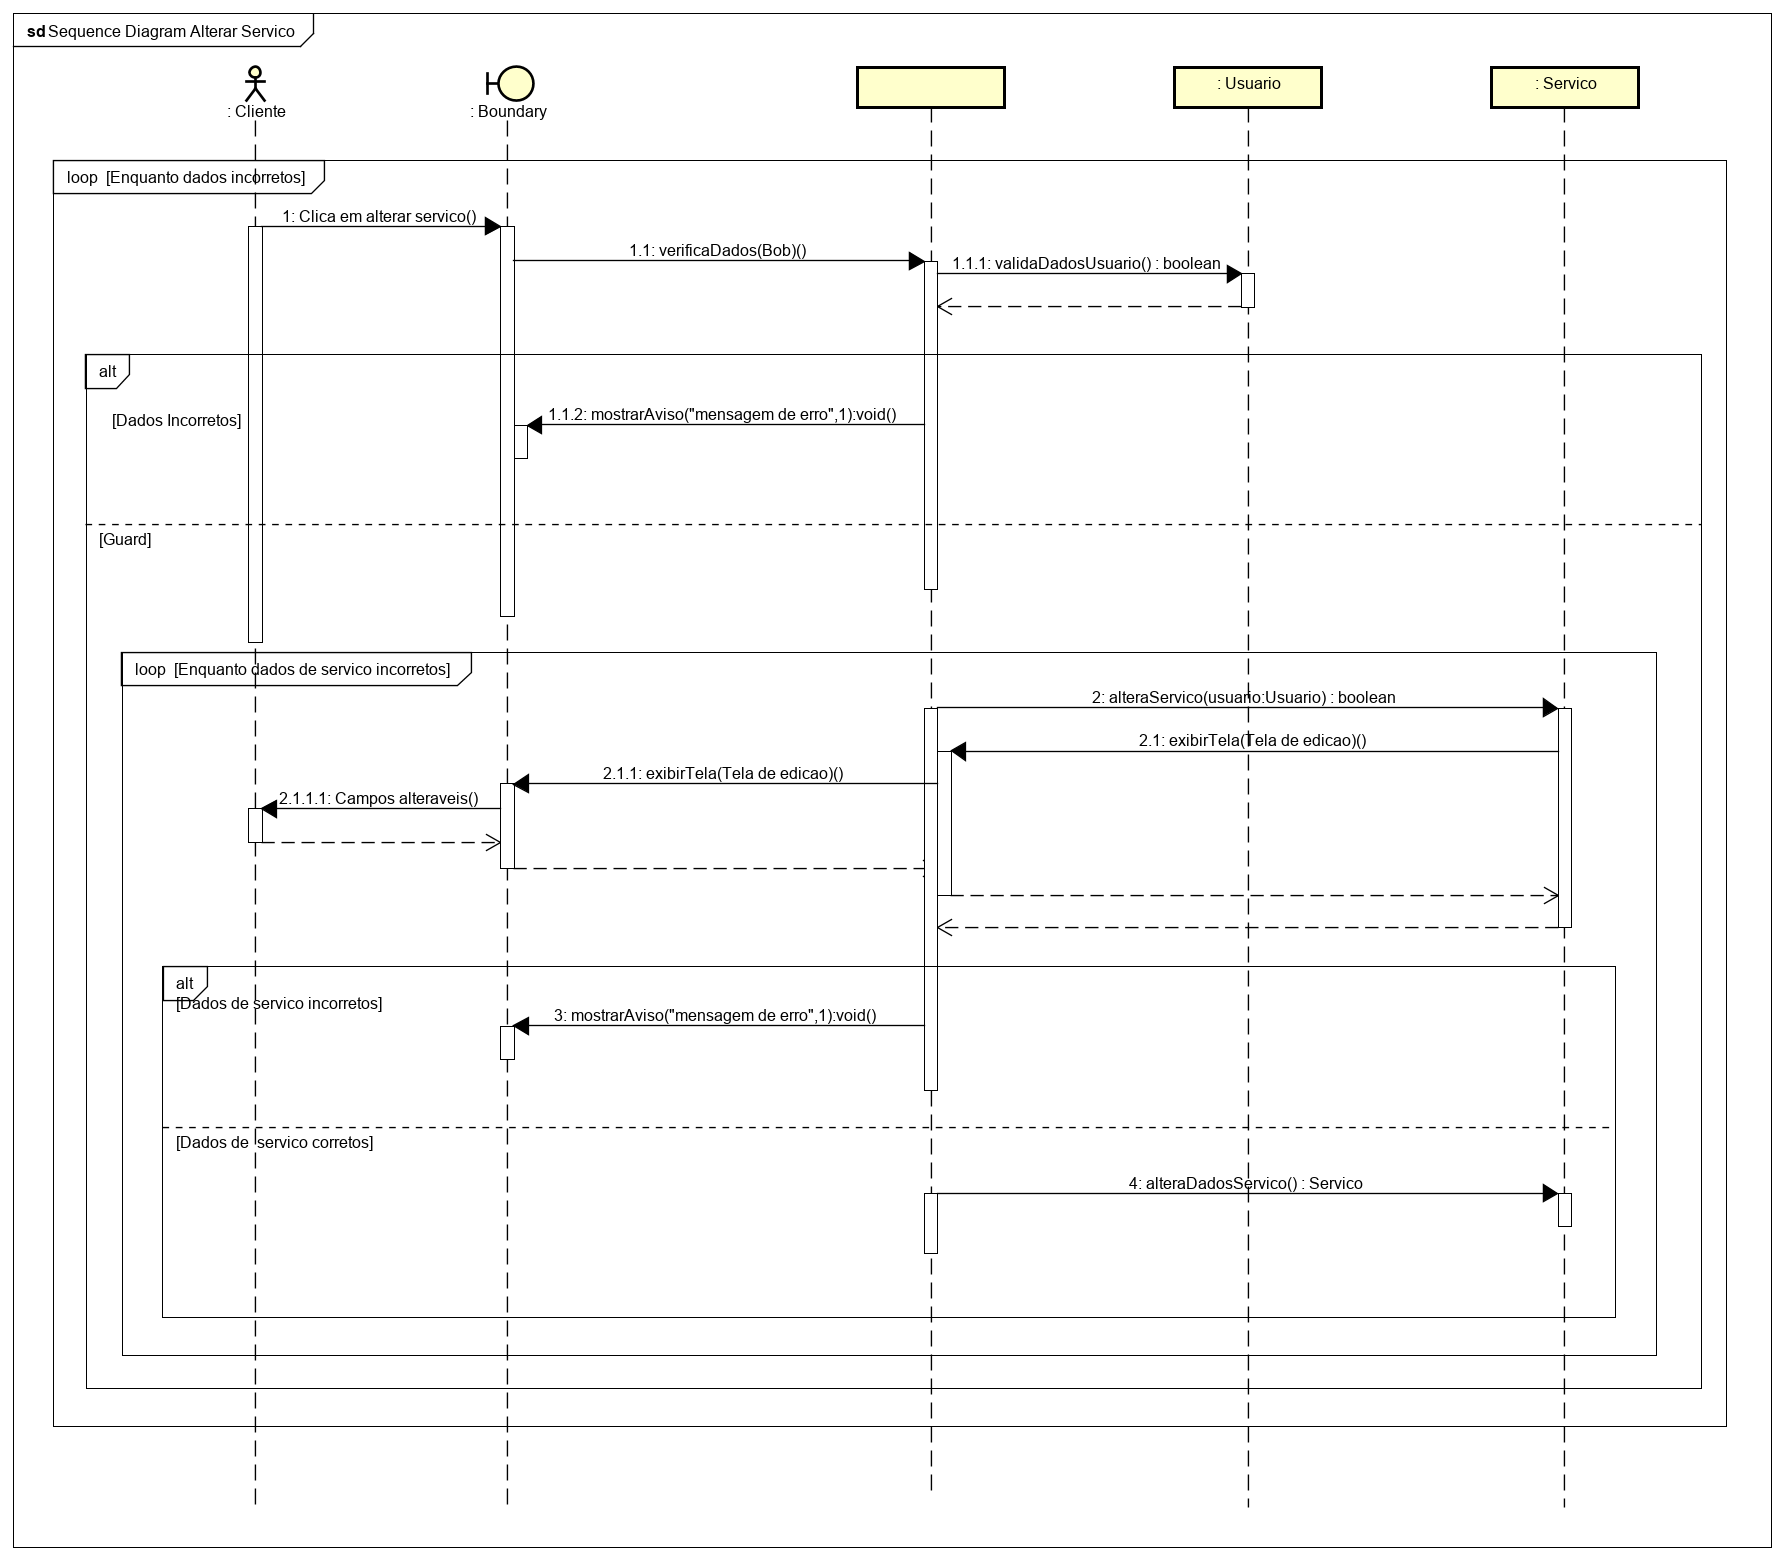 sd Sequence Diagram Alterar Servico
: Cliente
: Boundary
: Usuario
: Servico
loop [Enquanto dados incorretos]
1: Clica em alterar servico()
1.1: verificaDados(Bob)()
1.1.1: validaDadosUsuario() : boolean
alt
[Dados Incorretos]
1.1.2: mostrarAviso("mensagem de erro",1):void()
[Guard]
loop [Enquanto dados de servico incorretos]
2: alteraServico(usuario:Usuario) : boolean
2.1: exibirTela(Tela de edicao)()
2.1.1: exibirTela(Tela de edicao)()
2.1.1.1: Campos alteraveis()
alt
[Dados de servico incorretos]
3: mostrarAviso("mensagem de erro",1):void()
[Dados de  servico corretos]
4: alteraDadosServico() : Servico